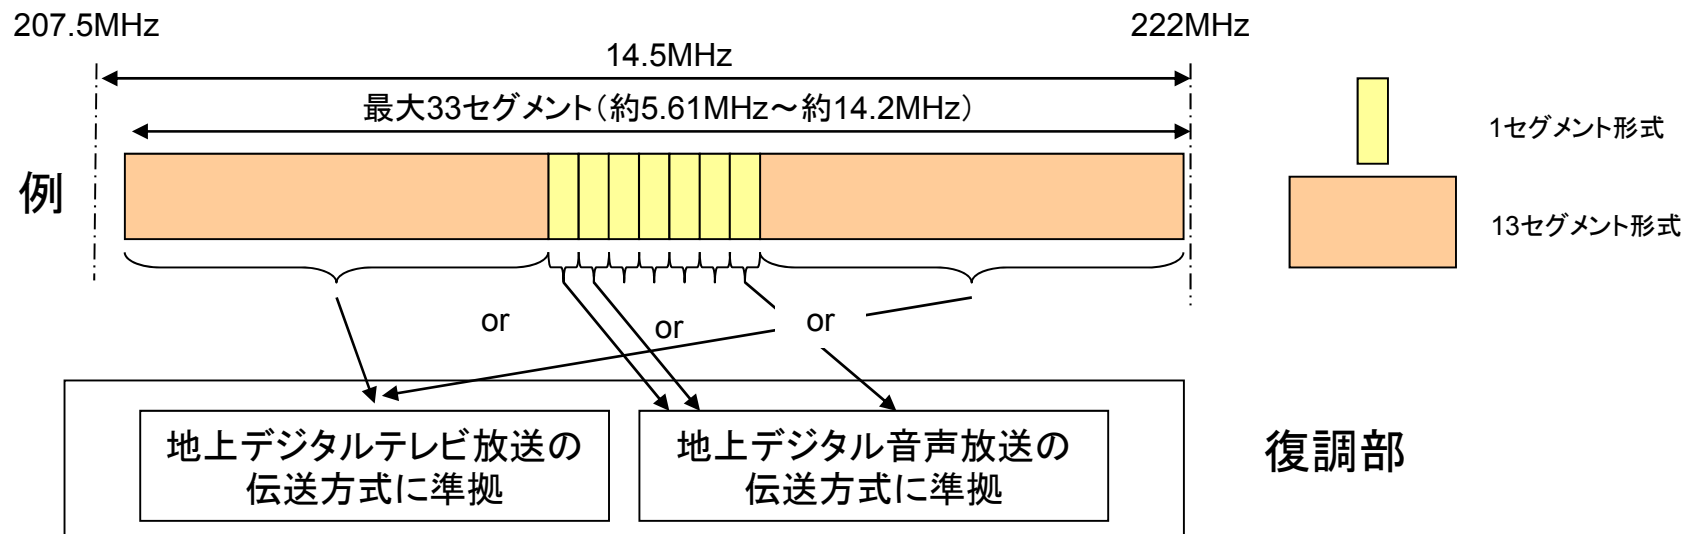 207.5MHz
222MHz
14.5MHz
最大33セグメント（約5.61MHz～約14.2MHz）
1セグメント形式
例
13セグメント形式
or
or
or
地上デジタルテレビ放送の
伝送方式に準拠
地上デジタル音声放送の
伝送方式に準拠
復調部